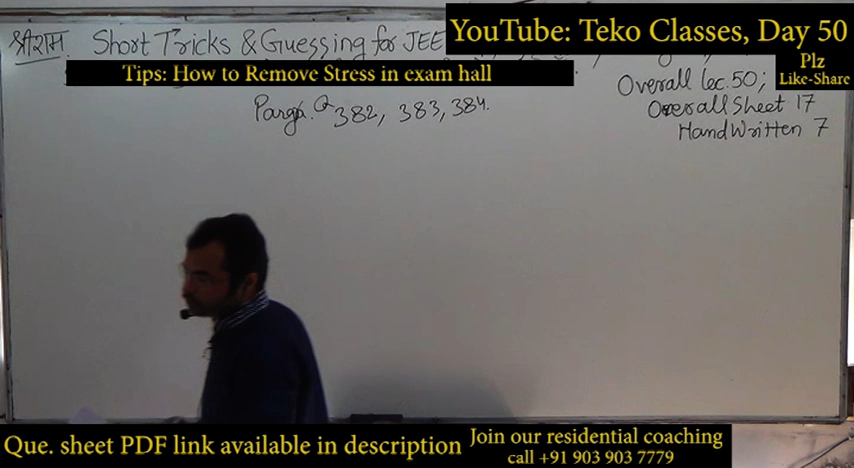 YouTube: Teko Classes, Day 50
श्रीराम. Short Tricks & Guessing for JEE
Plz
Like-Share
Tips: How to Remove Stress in exam hall
Overall lec. 50;
Parag. Q 382, 383, 384.
Overall Sheet 17
HandWritten 7
Que. sheet PDF link available in description
Join our residential coaching
call +91 903 903 7779